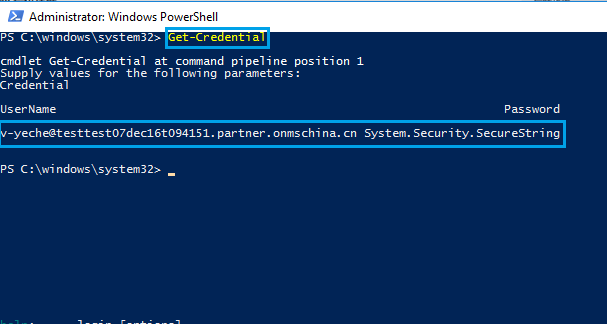 Administrator: Windows PowerShell
PS C:\windows\system32> Get-Credential
cmdlet Get-Credential at command pipeline position 1
Supply values for the following parameters:
Credential
UserName Password
v-yeche@testtest07dec16t094151.partner.onmschina.cn System.Security.SecureString
PS C:\windows\system32> _